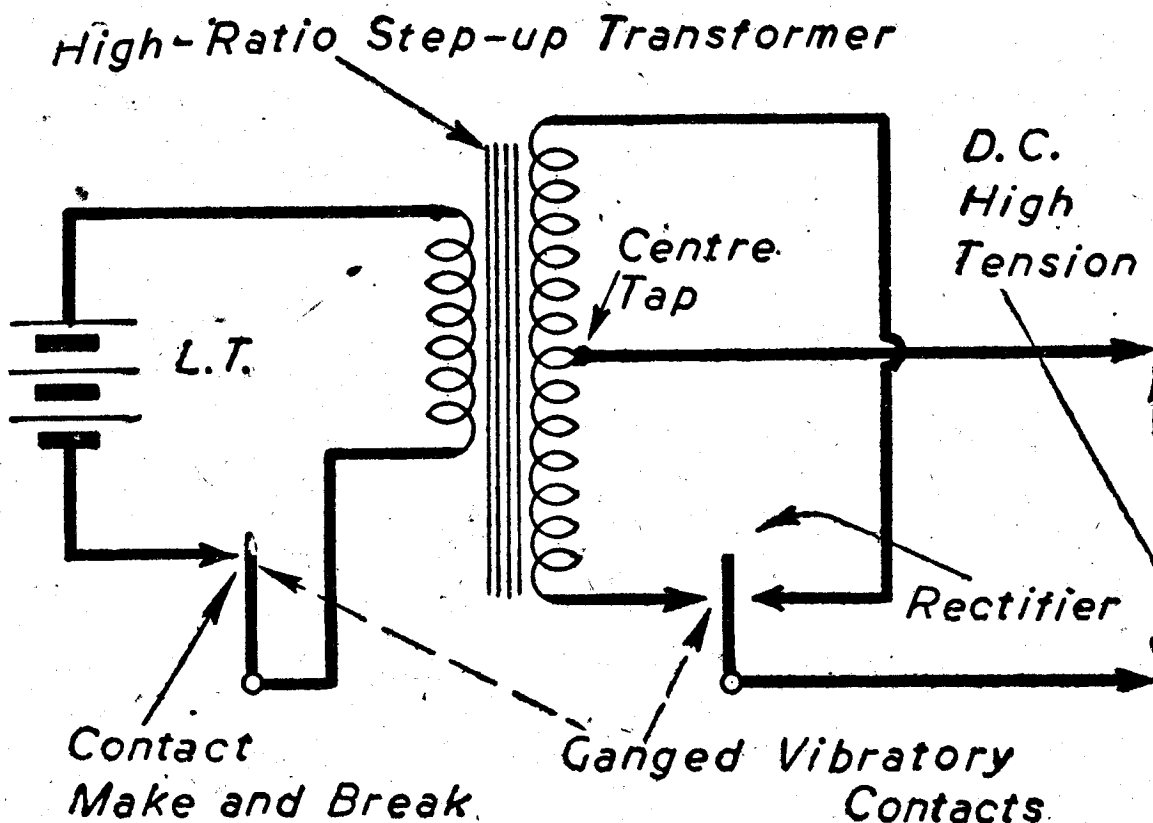 High-Ratio Step-up Transformer
D.C.
High
Tension
Centre
Tap
L.T.
Rectifier
Contact
Make and Break
Ganged Vibratory
Contacts